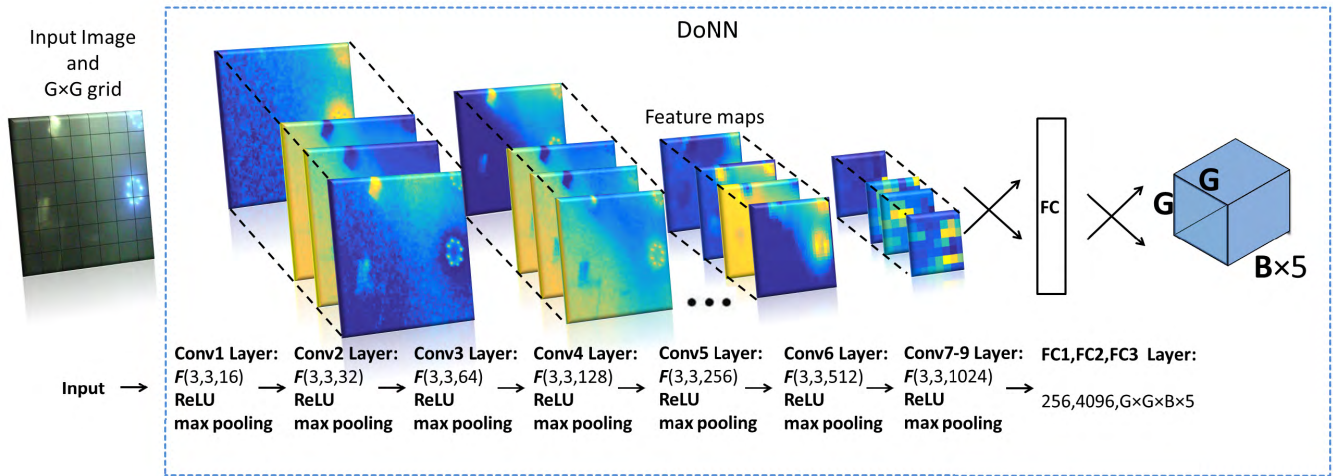 DoNN
Input Image
and
G×G grid
Feature maps
FC
G
G
B×5
Input
Conv1 Layer:
F(3,3,16)
ReLU
max pooling
Conv2 Layer:
F(3,3,32)
ReLU
max pooling
Conv3 Layer:
F(3,3,64)
ReLU
max pooling
Conv4 Layer:
F(3,3,128)
ReLU
max pooling
Conv5 Layer:
F(3,3,256)
ReLU
max pooling
Conv6 Layer:
F(3,3,512)
ReLU
max pooling
Conv7-9 Layer:
F(3,3,1024)
ReLU
max pooling
FC1,FC2,FC3 Layer:
256,4096,G×G×B×5